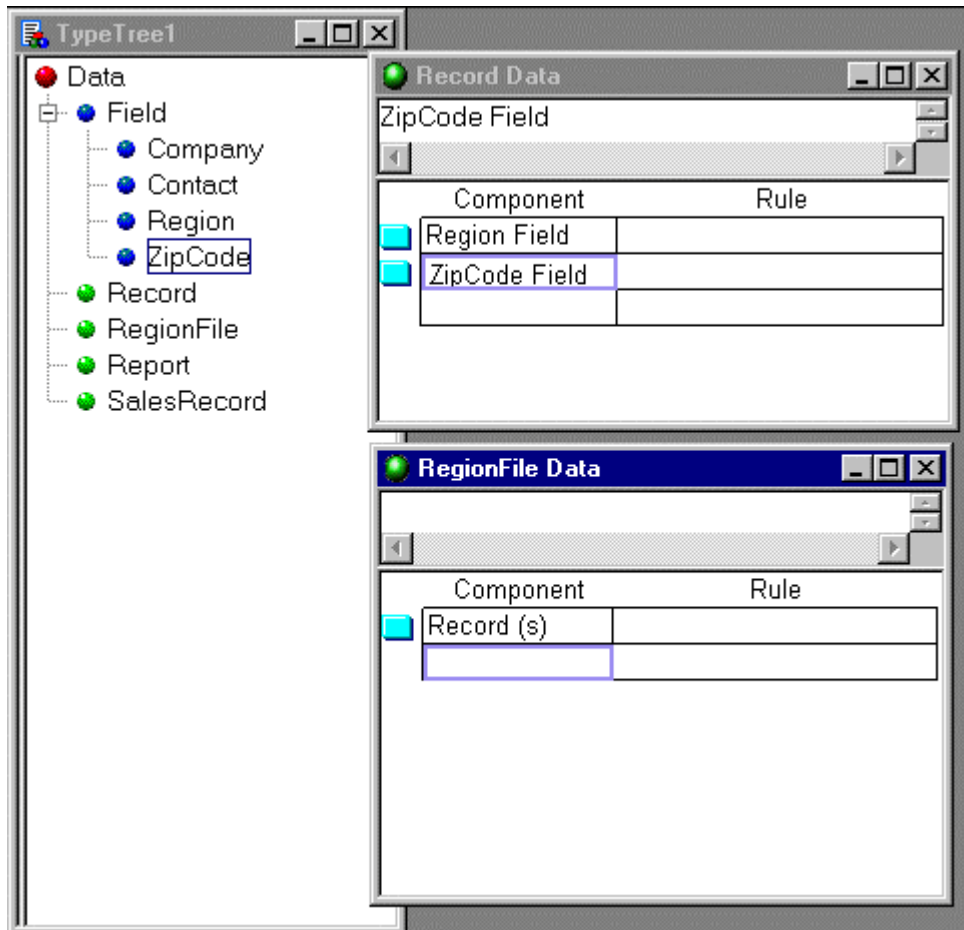 TypeTree1
Data
Field
Company
Contact
Region
ZipCode
Record
RegionFile
Report
SalesRecord
Record Data
ZipCode Field
Component Rule
Region Field
ZipCode Field
RegionFile Data
Component Rule
Record (s)